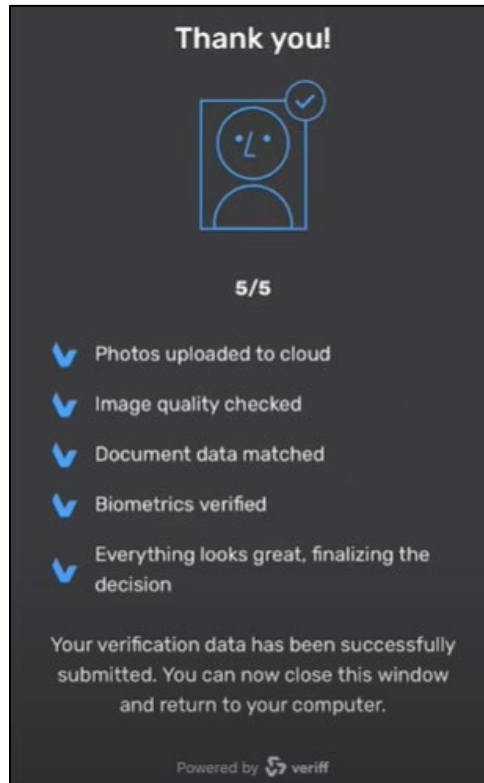 Thank you!
5/5
Photos uploaded to cloud
Image quality checked
Document data matched
Biometrics verified
Everything looks great, finalizing the
decision
Your verification data has been successfully
submitted. You can now close this window
and return to your computer.
Powered by veriff